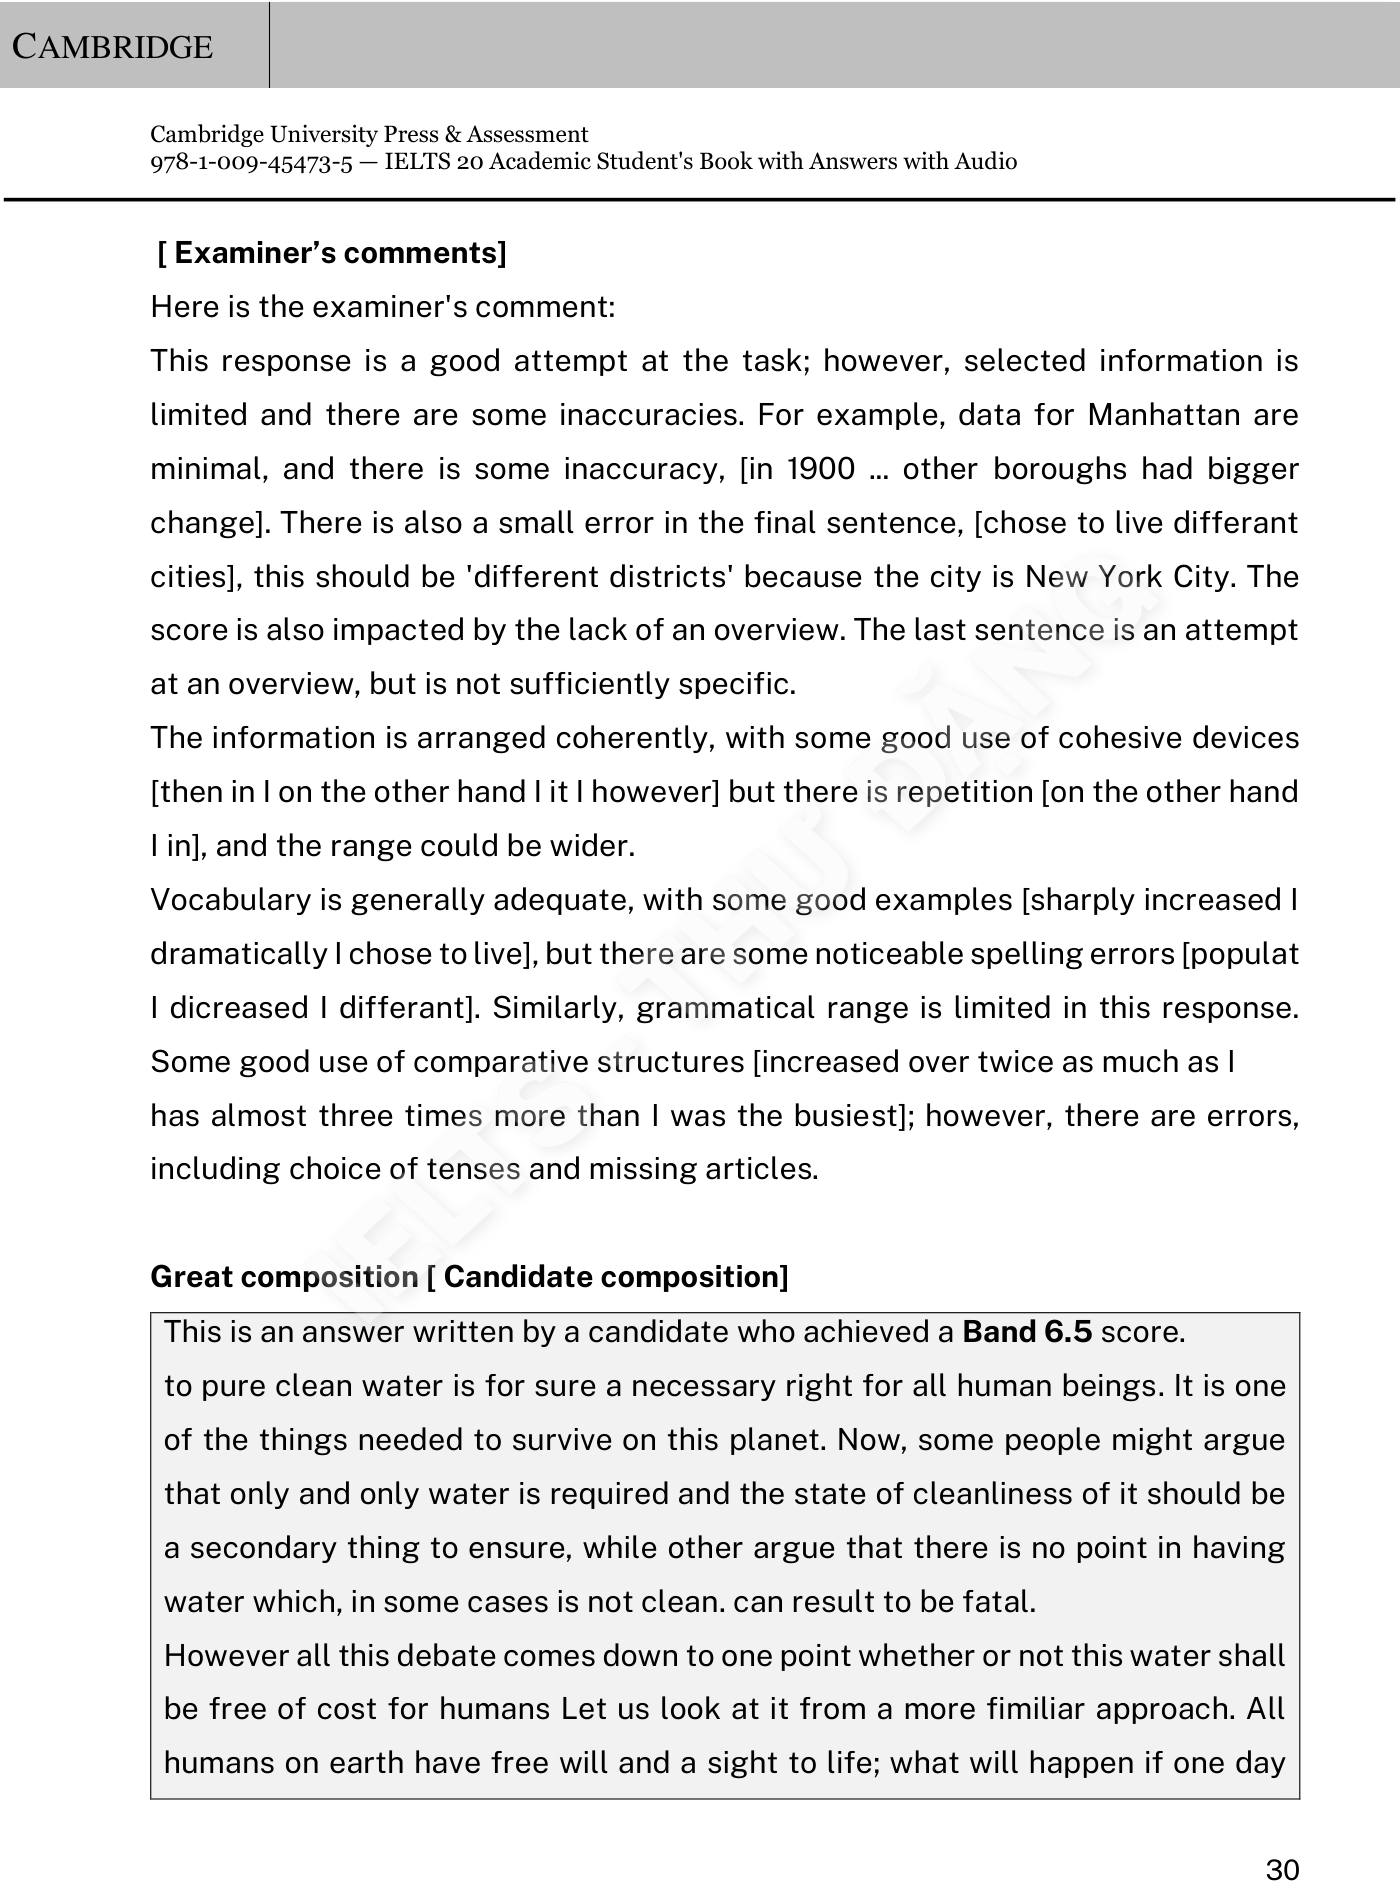 CAMBRIDGE
Cambridge University Press & Assessment
978-1-009-45473-5 — IELTS 20 Academic Student's Book with Answers with Audio
[ Examiner’s comments]
Here is the examiner's comment:
This response is a good attempt at the task; however, selected information is
limited and there are some inaccuracies. For example, data for Manhattan are
minimal, and there is some inaccuracy, [in 1900 ... other boroughs had bigger
change]. There is also a small error in the final sentence, [chose to live differant
cities], this should be 'different districts' because the city is New York City. The
score is also impacted by the lack of an overview. The last sentence is an attempt
at an overview, but is not sufficiently specific.
The information is arranged coherently, with some good use of cohesive devices
[then in I on the other hand I it I however] but there is repetition [on the other hand
I in], and the range could be wider.
Vocabulary is generally adequate, with some good examples [sharply increased I
dramatically I chose to live], but there are some noticeable spelling errors [populat
I dicreased I differant]. Similarly, grammatical range is limited in this response.
Some good use of comparative structures [increased over twice as much as I
has almost three times more than I was the busiest]; however, there are errors,
including choice of tenses and missing articles.
IELTS - THƯ ĐẶNG
Great composition [ Candidate composition]
This is an answer written by a candidate who achieved a Band 6.5 score.
to pure clean water is for sure a necessary right for all human beings. It is one
of the things needed to survive on this planet. Now, some people might argue
that only and only water is required and the state of cleanliness of it should be
a secondary thing to ensure, while other argue that there is no point in having
water which, in some cases is not clean. can result to be fatal.
However all this debate comes down to one point whether or not this water shall
be free of cost for humans Let us look at it from a more fimiliar approach. All
humans on earth have free will and a sight to life; what will happen if one day
30